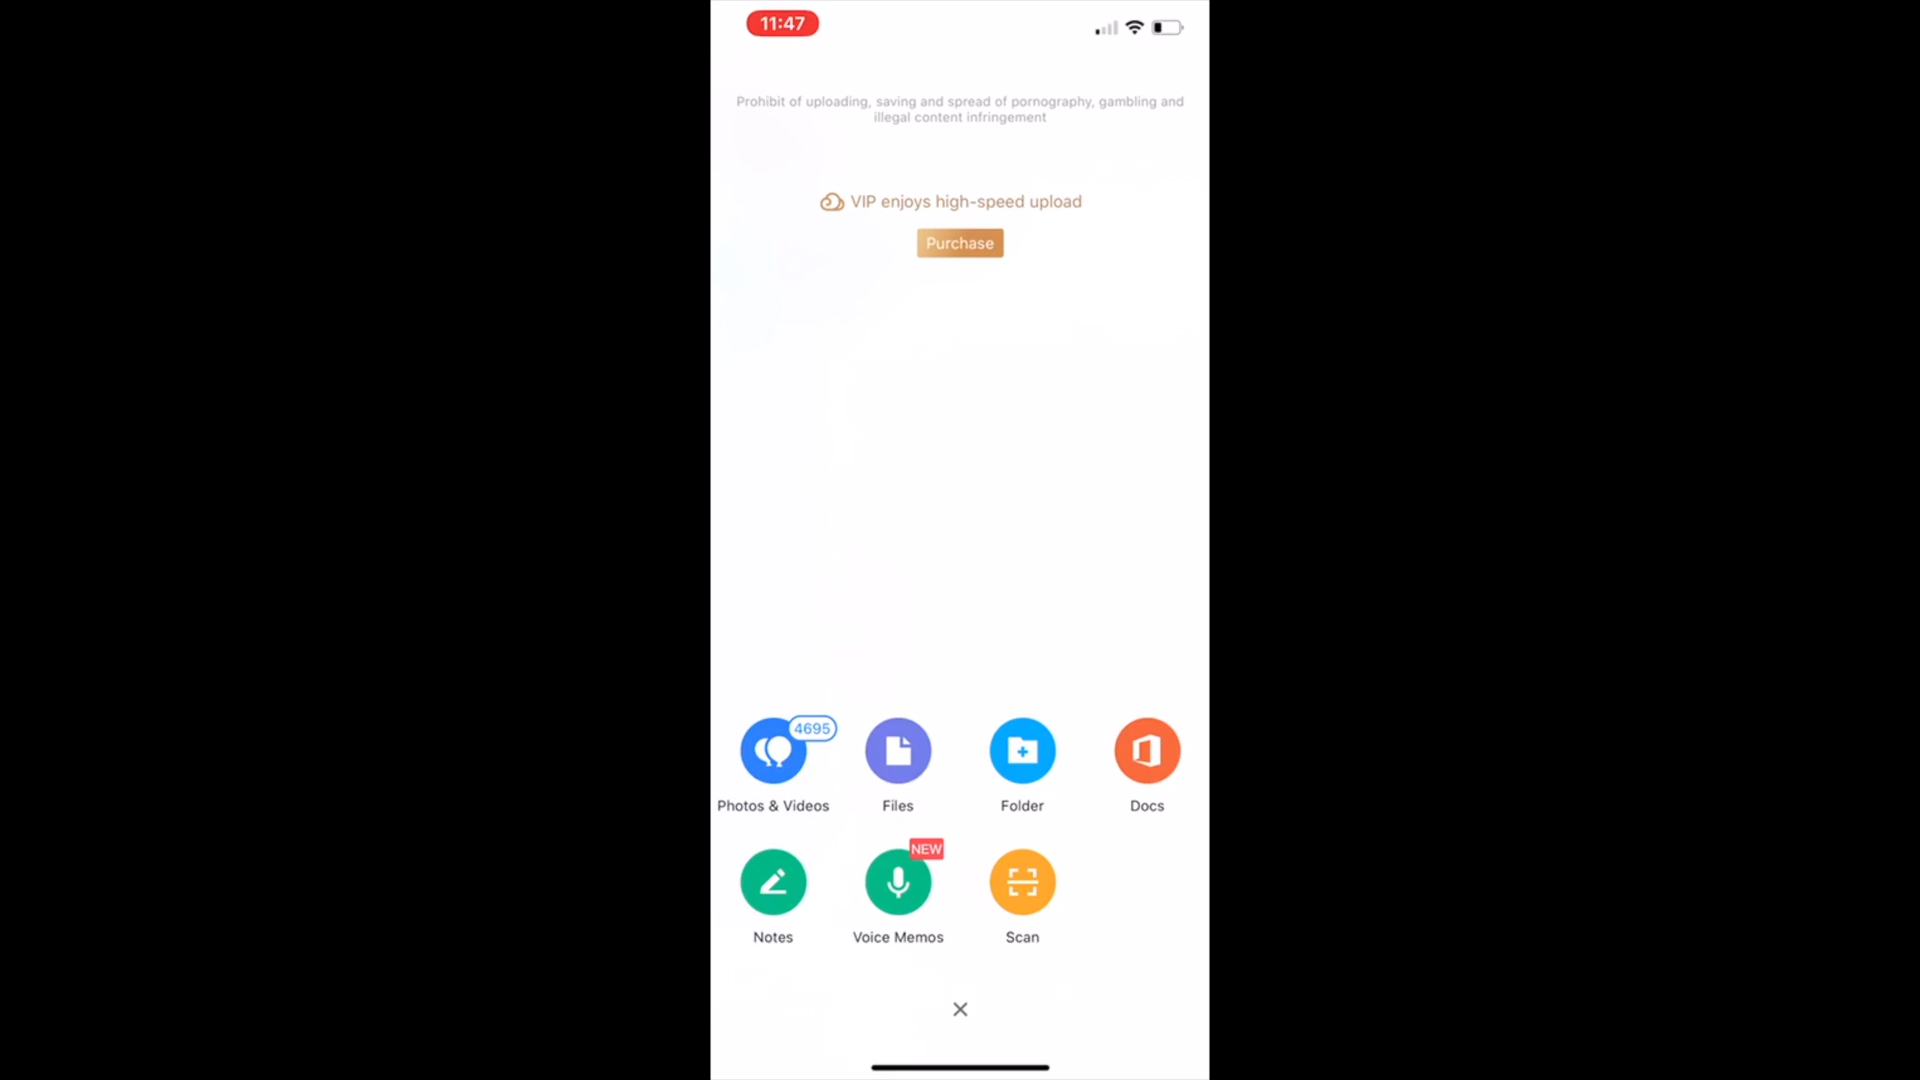 11:47
Prohibit of uploading, saving and spread of pornography, gambling and
illegal content infringement
VIP enjoys high-speed upload
Purchase
4695
Photos & Videos
Files
Folder
Docs
NEW
Notes
Voice Memos
Scan